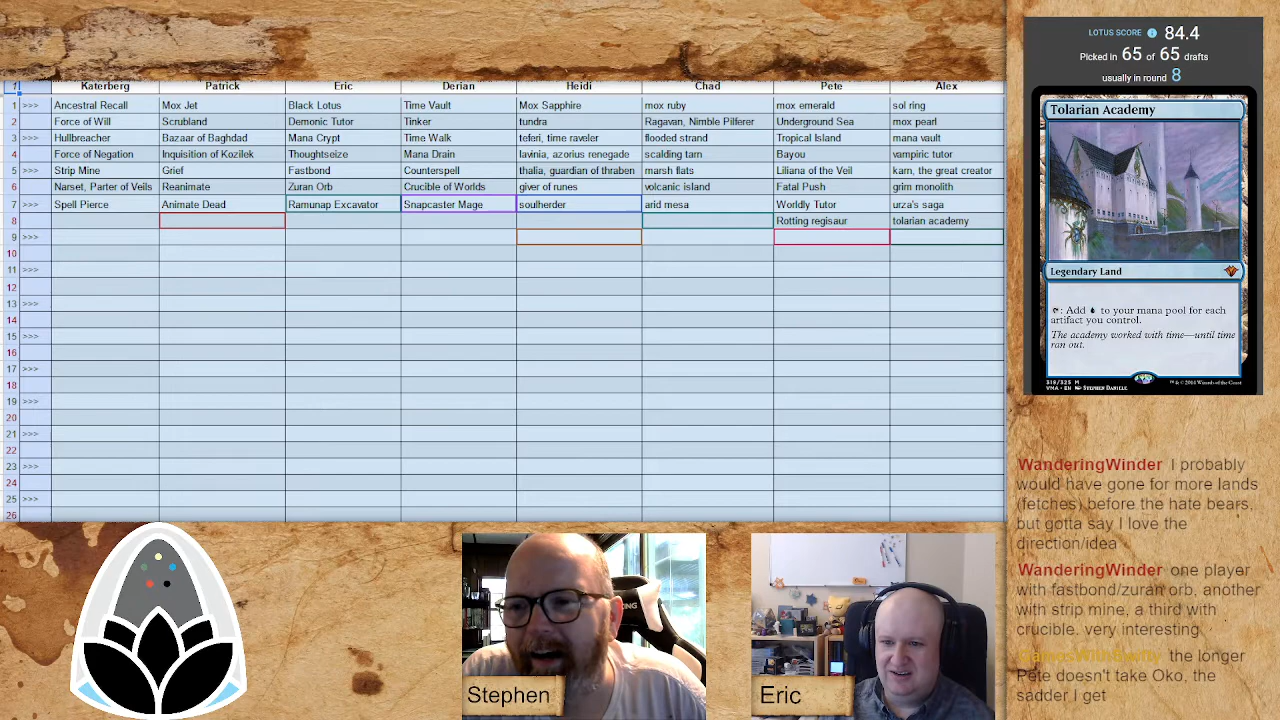 1 Katerberg Patrick Eric Derian Heidi Chad Pete Alex
1 >>> Ancestral Recall Mox Jet Black Lotus Time Vault Mox Sapphire mox ruby mox emerald sol ring
2 Force of Will Scrubland Demonic Tutor Tinker tundra Ragavan, Nimble Pilferer Underground Sea mox pearl
3 >>> Hullbreacher Bazaar of Baghdad Mana Crypt Time Walk teferi, time raveler flooded strand Tropical Island mana vault
4 Force of Negation Inquisition of Kozilek Thoughtseize Mana Drain lavinia, azorius renegade scalding tarn Bayou vampiric tutor
5 >>> Strip Mine Grief Fastbond Counterspell thalia, guardian of thraben marsh flats Liliana of the Veil karn, the great creator
6 Narset, Parter of Veils Reanimate Zuran Orb Crucible of Worlds giver of runes volcanic island Fatal Push grim monolith
7 >>> Spell Pierce Animate Dead Ramunap Excavator Snapcaster Mage soulherder arid mesa Worldly Tutor urza's saga
8 Rotting regisaur tolarian academy
9 >>>
10
11 >>>
12
13 >>>
14
15 >>>
16
17 >>>
18
19 >>>
20
21 >>>
22
23 >>>
24
25 >>>
26
LOTUS SCORE i 84.4
Picked in 65 of 65 drafts
usually in round 8
Tolarian Academy
Legendary Land
: Add to your mana pool for each
artifact you control.
The academy worked with time—until time
ran out.
VMA • EN STEPHEN DANIELE
WanderingWinder I probably
would have gone for more lands
(fetches) before the hate bears,
but gotta say I love the
direction/idea
WanderingWinder one player
with fastbond/zuran orb, another
with strip mine, a third with
crucible. very interesting
the longer
Pete doesn't take Oko, the
sadder I get
Stephen
Eric